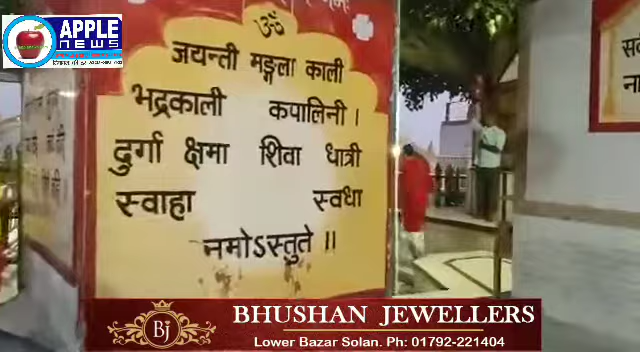 APPLE
NEWS
ॐ
जयन्ती मङ्गला काली
भद्रकाली कपालिनी ।
दुर्गा क्षमा शिवा धात्री
स्वाहा स्वधा
नमोऽस्तुते ॥
BJ
BHUSHAN JEWELLERS
Lower Bazar Solan. Ph: 01792-221404